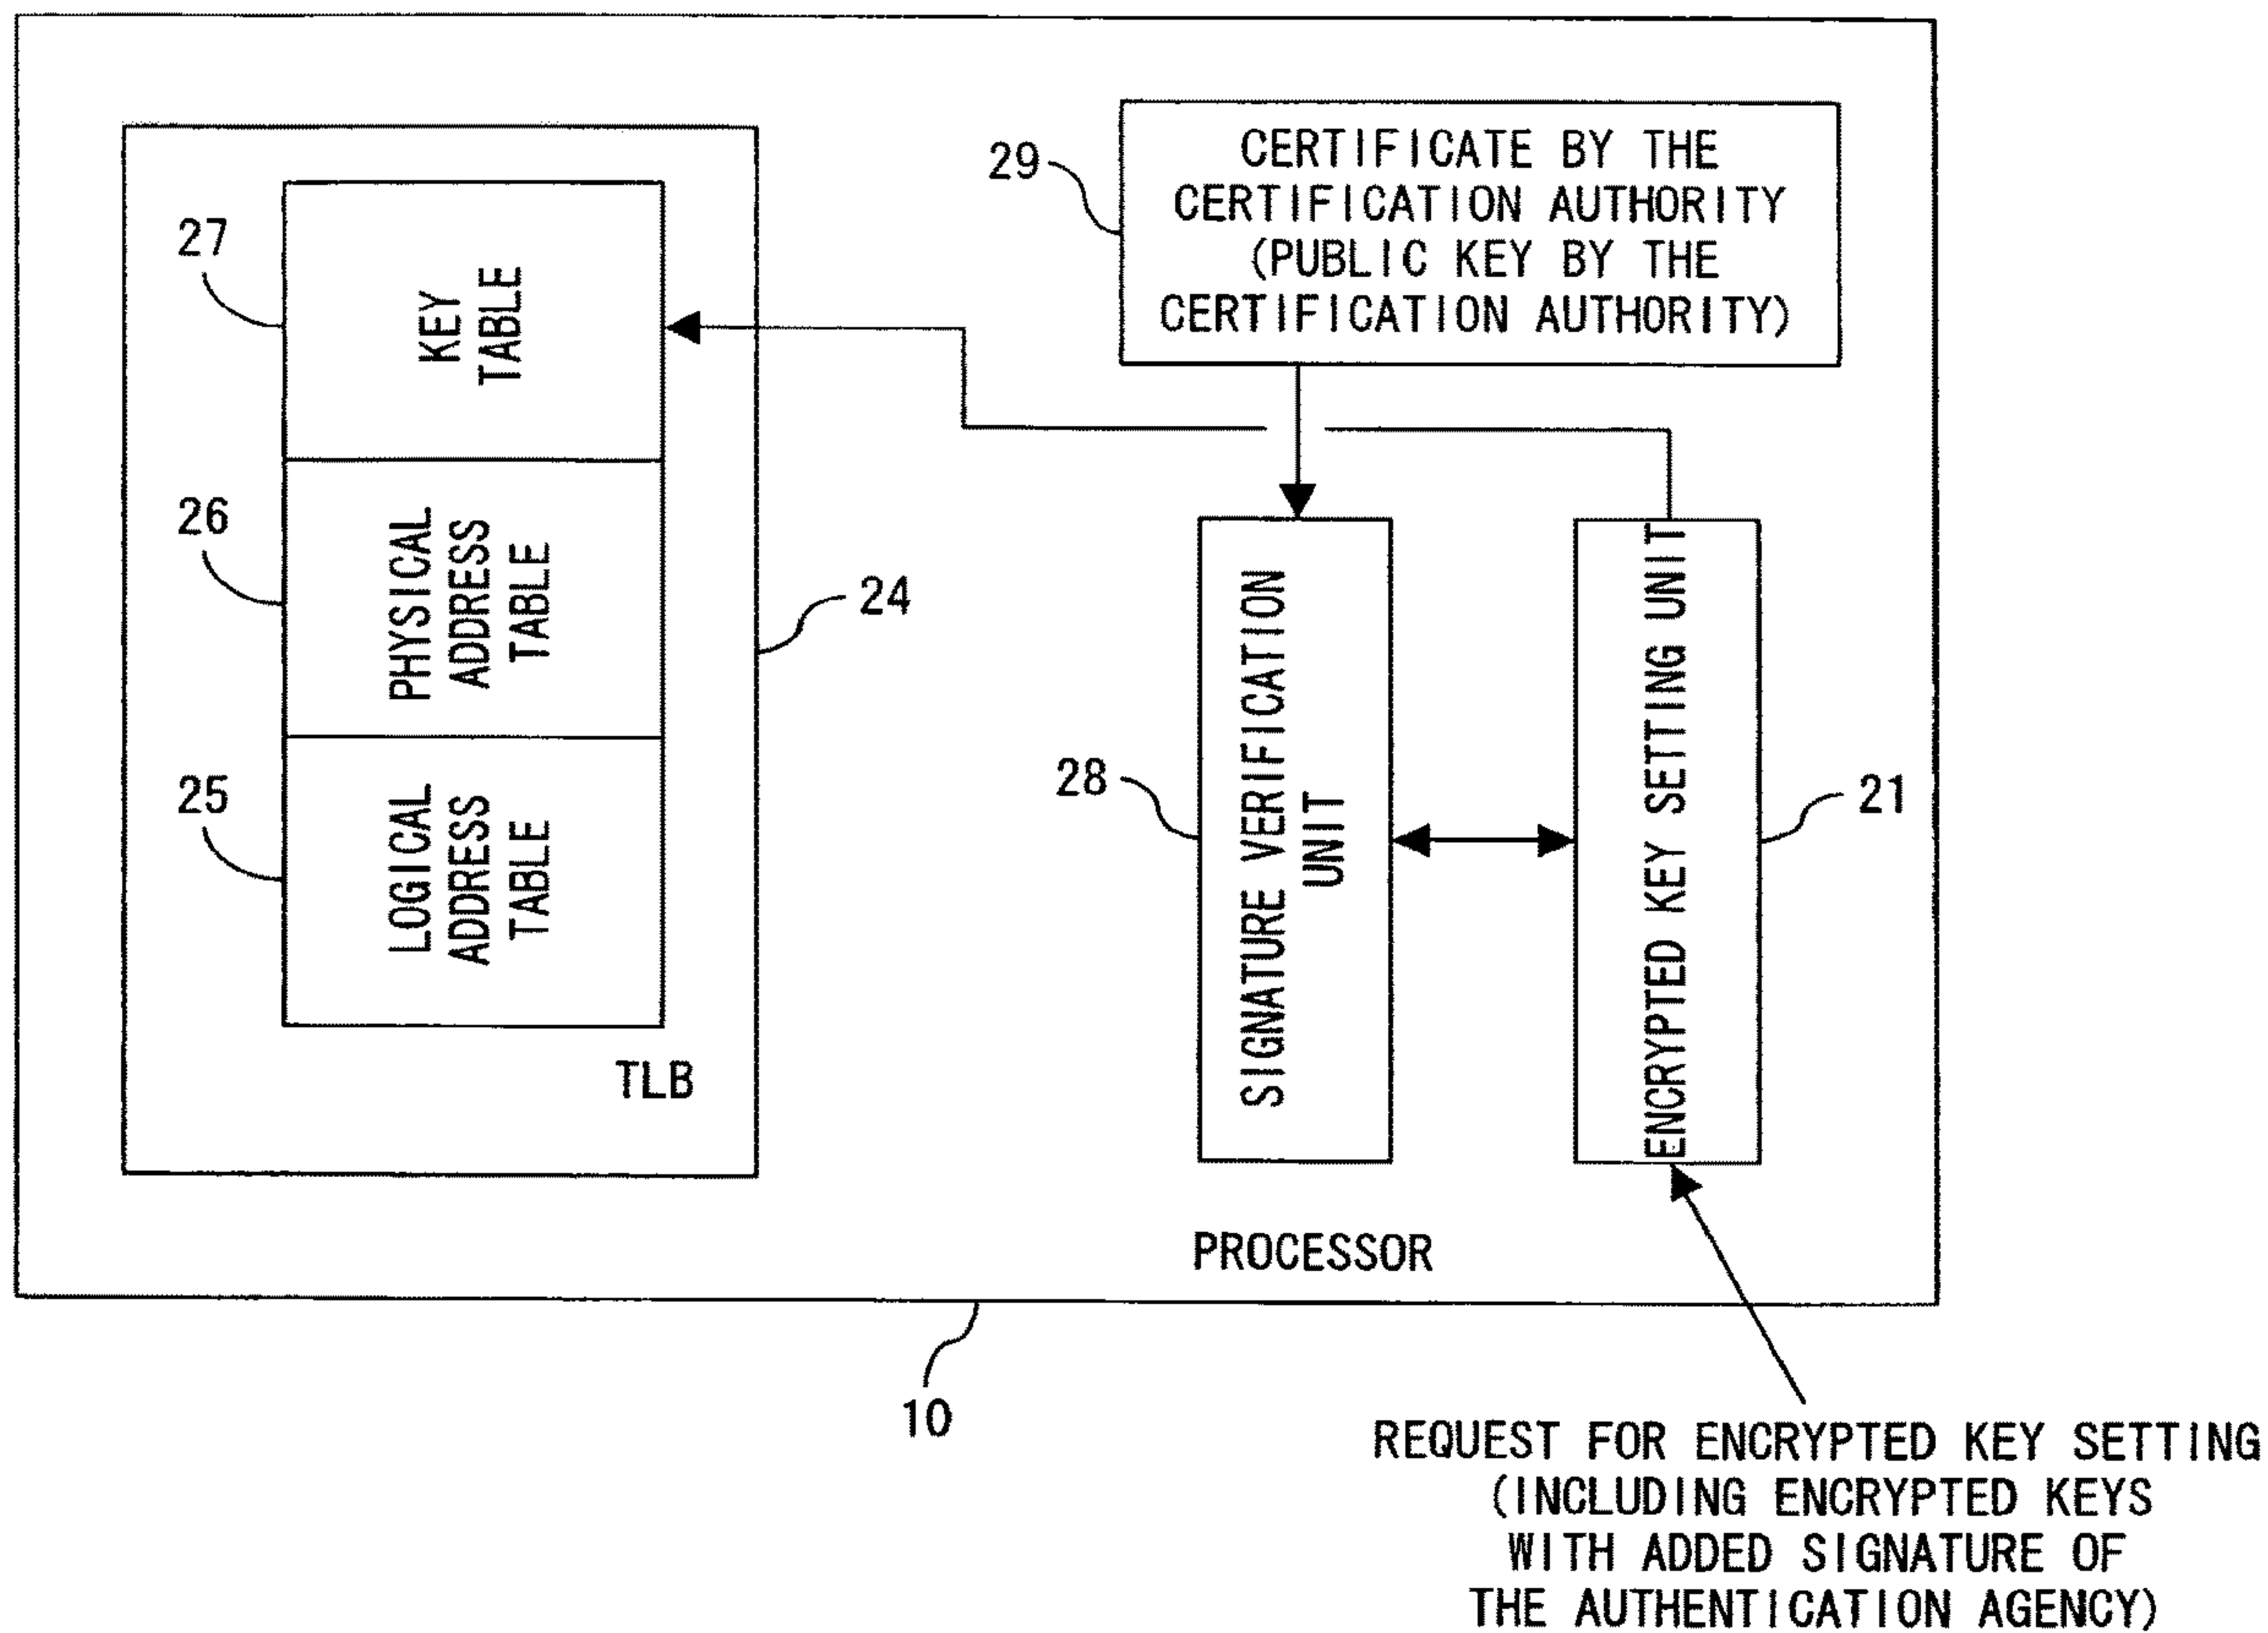 29
CERTIFICATE BY THE
CERTIFICATION AUTHORITY
(PUBLIC KEY BY THE
CERTIFICATION AUTHORITY)
27
KEY
TABLE
26
PHYSICAL
ADDRESS
TABLE
24
25
LOGICAL
ADDRESS
TABLE
TLB
28
SIGNATURE VERIFICATION
UNIT
ENCRYPTED KEY SETTING UNIT
21
PROCESSOR
10
REQUEST FOR ENCRYPTED KEY SETTING
(INCLUDING ENCRYPTED KEYS
WITH ADDED SIGNATURE OF
THE AUTHENTICATION AGENCY)